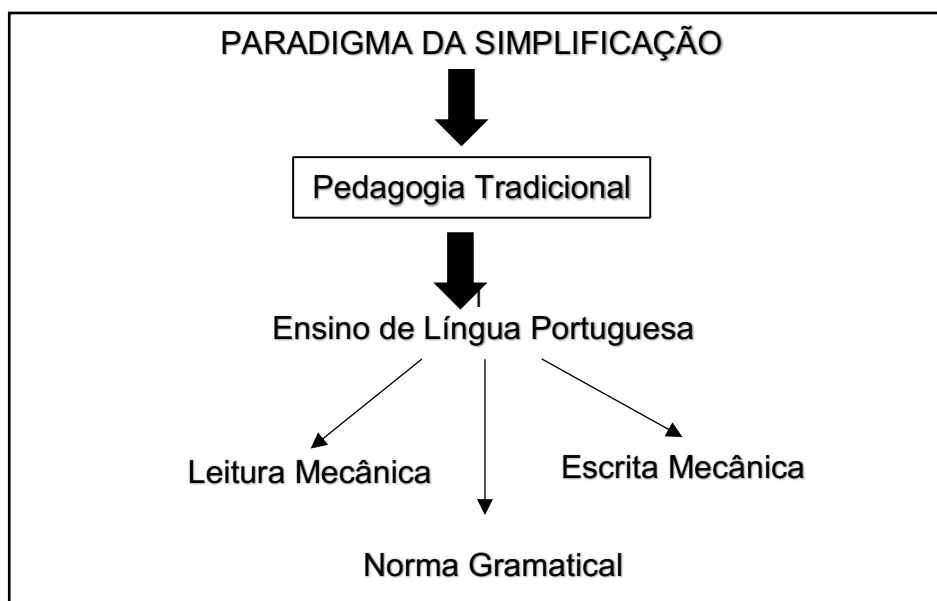 PARADIGMA DA SIMPLIFICAÇÃO
Pedagogia Tradicional
Ensino de Língua Portuguesa
Leitura Mecânica
Escrita Mecânica
Norma Gramatical